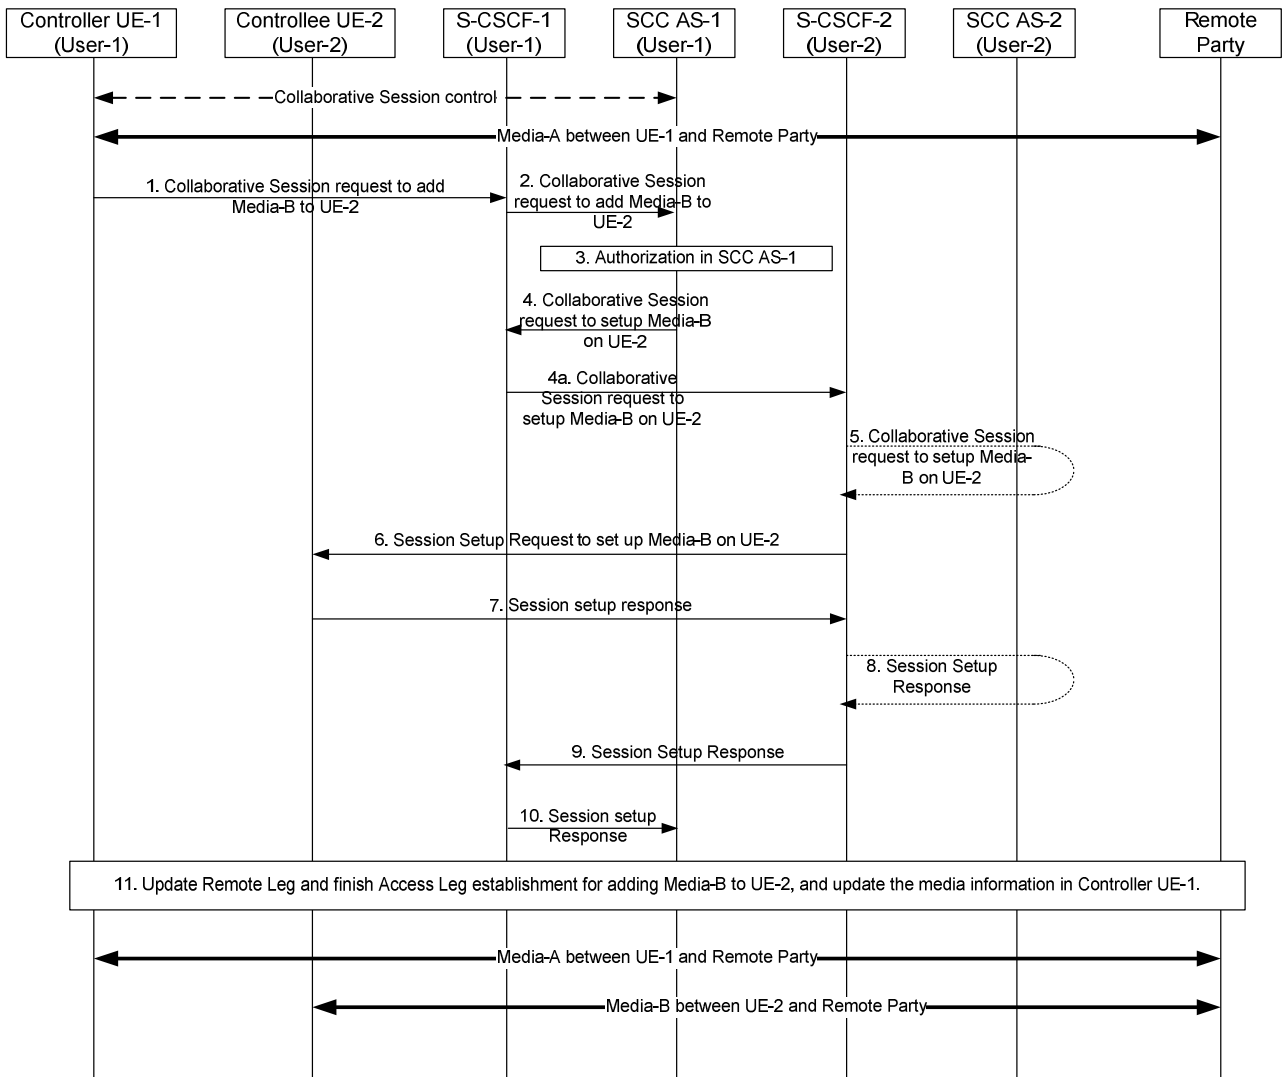 Controller UE-1
(User-1)
Controllee UE-2
(User-2)
S-CSCF-1
(User-1)
SCC AS-1
(User-1)
S-CSCF-2
(User-2)
SCC AS-2
(User-2)
Remote
Party
Collaborative Session control
Media-A between UE-1 and Remote Party
1. Collaborative Session request to add
Media-B to UE-2
2. Collaborative Session
request to add Media-B to
UE-2
3. Authorization in SCC AS-1
4. Collaborative Session
request to setup Media-B
on UE-2
4a. Collaborative
Session request to
setup Media-B on UE-2
5. Collaborative Session
request to setup Media-
B on UE-2
6. Session Setup Request to set up Media-B on UE-2
7. Session setup response
8. Session Setup
Response
9. Session Setup Response
10. Session setup
Response
11. Update Remote Leg and finish Access Leg establishment for adding Media-B to UE-2, and update the media information in Controller UE-1.
Media-A between UE-1 and Remote Party
Media-B between UE-2 and Remote Party